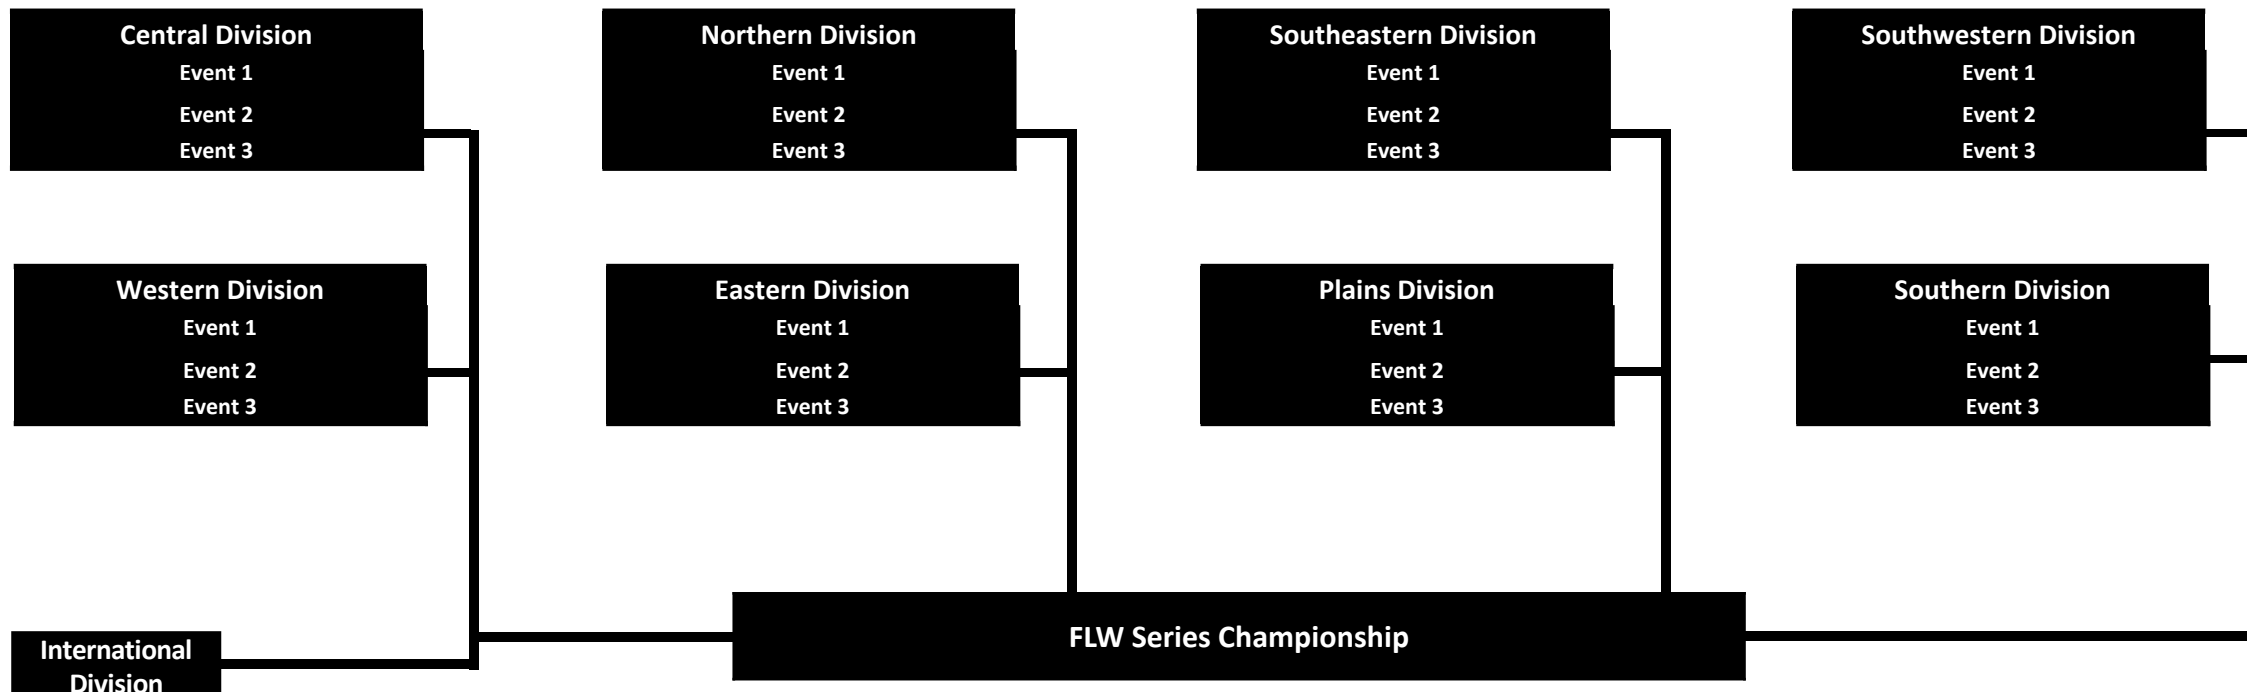 Central Division
Event 1
Event 2
Event 3
Northern Division
Event 1
Event 2
Event 3
Southeastern Division
Event 1
Event 2
Event 3
Southwestern Division
Event 1
Event 2
Event 3
Western Division
Event 1
Event 2
Event 3
Eastern Division
Event 1
Event 2
Event 3
Plains Division
Event 1
Event 2
Event 3
Southern Division
Event 1
Event 2
Event 3
FLW Series Championship
International
Division